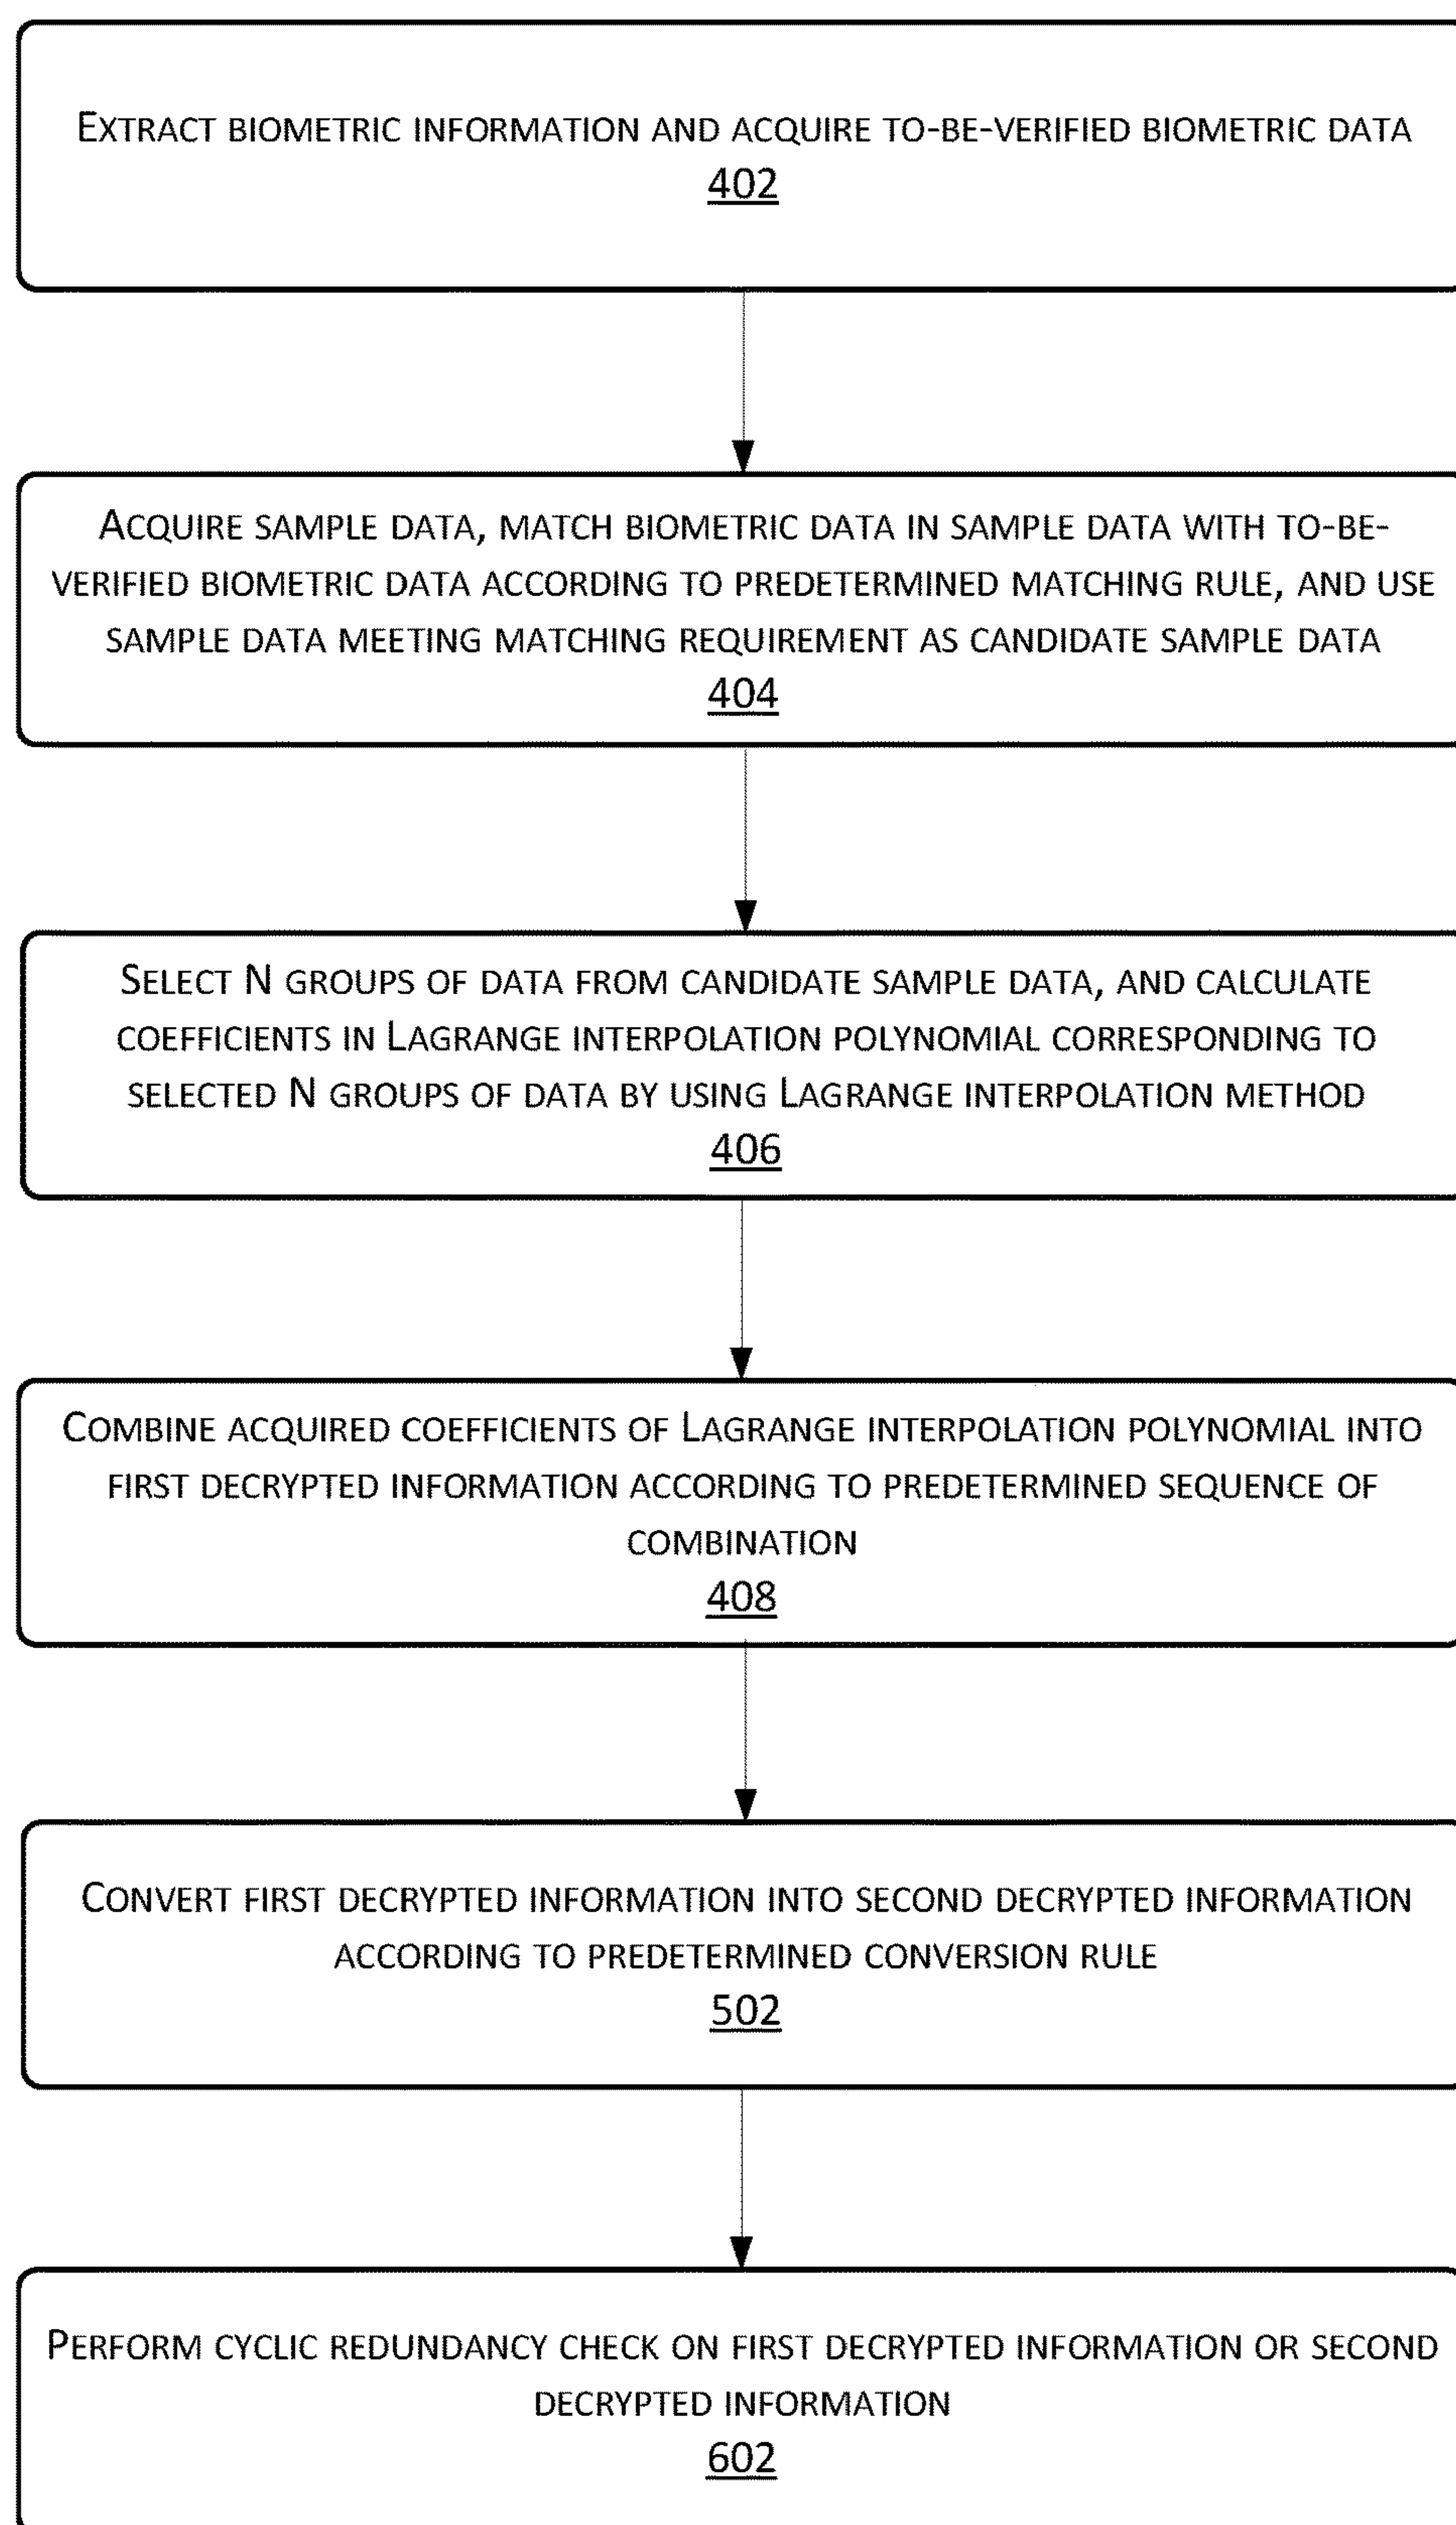 EXTRACT BIOMETRIC INFORMATION AND ACQUIRE TO-BE-VERIFIED BIOMETRIC DATA
402
ACQUIRE SAMPLE DATA, MATCH BIOMETRIC DATA IN SAMPLE DATA WITH TO-BE-
VERIFIED BIOMETRIC DATA ACCORDING TO PREDETERMINED MATCHING RULE, AND USE
SAMPLE DATA MEETING MATCHING REQUIREMENT AS CANDIDATE SAMPLE DATA
404
SELECT N GROUPS OF DATA FROM CANDIDATE SAMPLE DATA, AND CALCULATE
COEFFICIENTS IN LAGRANGE INTERPOLATION POLYNOMIAL CORRESPONDING TO
SELECTED N GROUPS OF DATA BY USING LAGRANGE INTERPOLATION METHOD
406
COMBINE ACQUIRED COEFFICIENTS OF LAGRANGE INTERPOLATION POLYNOMIAL INTO
FIRST DECRYPTED INFORMATION ACCORDING TO PREDETERMINED SEQUENCE OF
COMBINATION
408
CONVERT FIRST DECRYPTED INFORMATION INTO SECOND DECRYPTED INFORMATION
ACCORDING TO PREDETERMINED CONVERSION RULE
502
PERFORM CYCLIC REDUNDANCY CHECK ON FIRST DECRYPTED INFORMATION OR SECOND
DECRYPTED INFORMATION
602